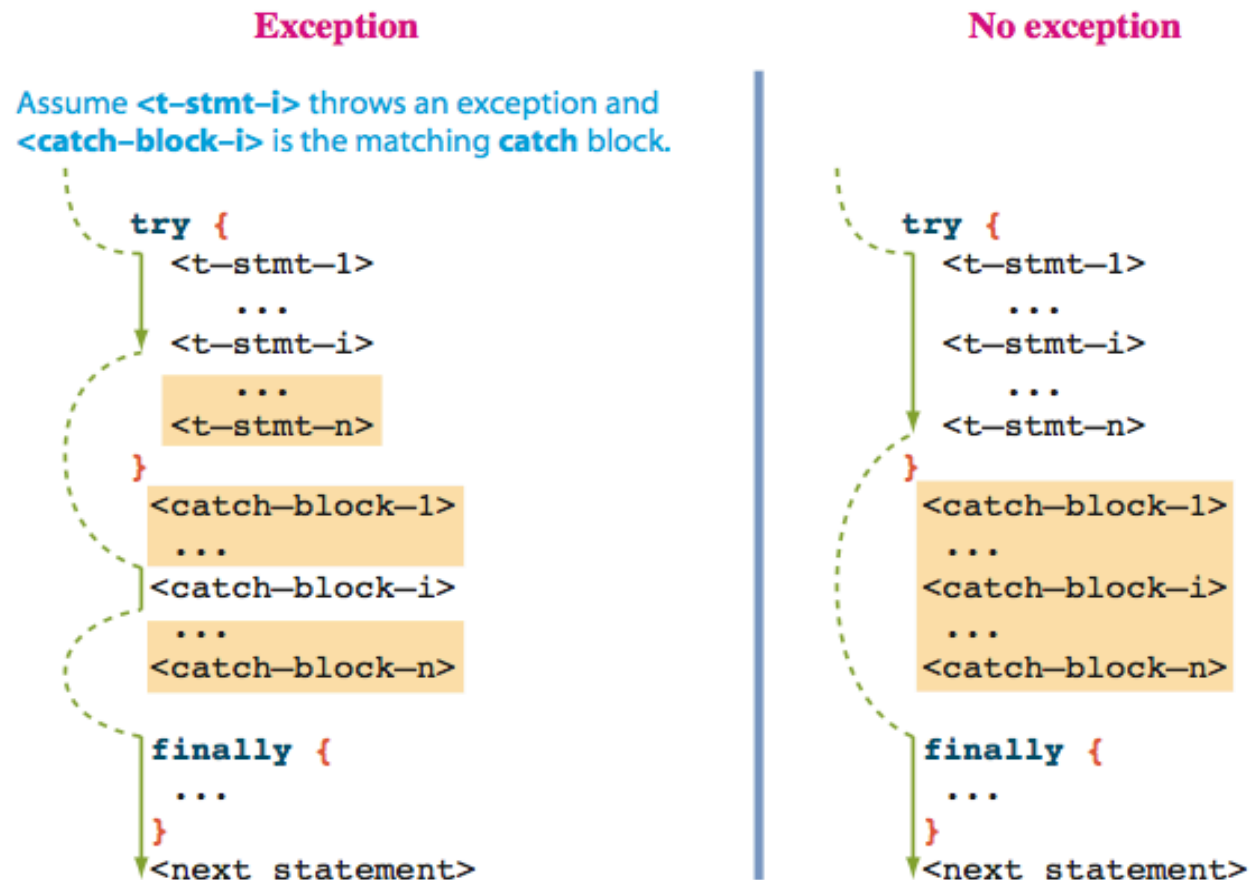 Exception
Assume <t–stmt–i> throws an exception and
<catch–block–i> is the matching catch block.
try {
<t–stmt–1>
...
<t–stmt–i>
...
<t–stmt–n>
}
<catch–block–1>
...
<catch–block–i>
...
<catch–block–n>
finally {
...
}
<next statement>
No exception
try {
<t–stmt–1>
...
<t–stmt–i>
...
<t–stmt–n>
}
<catch–block–1>
...
<catch–block–i>
...
<catch–block–n>
finally {
...
}
<next statement>